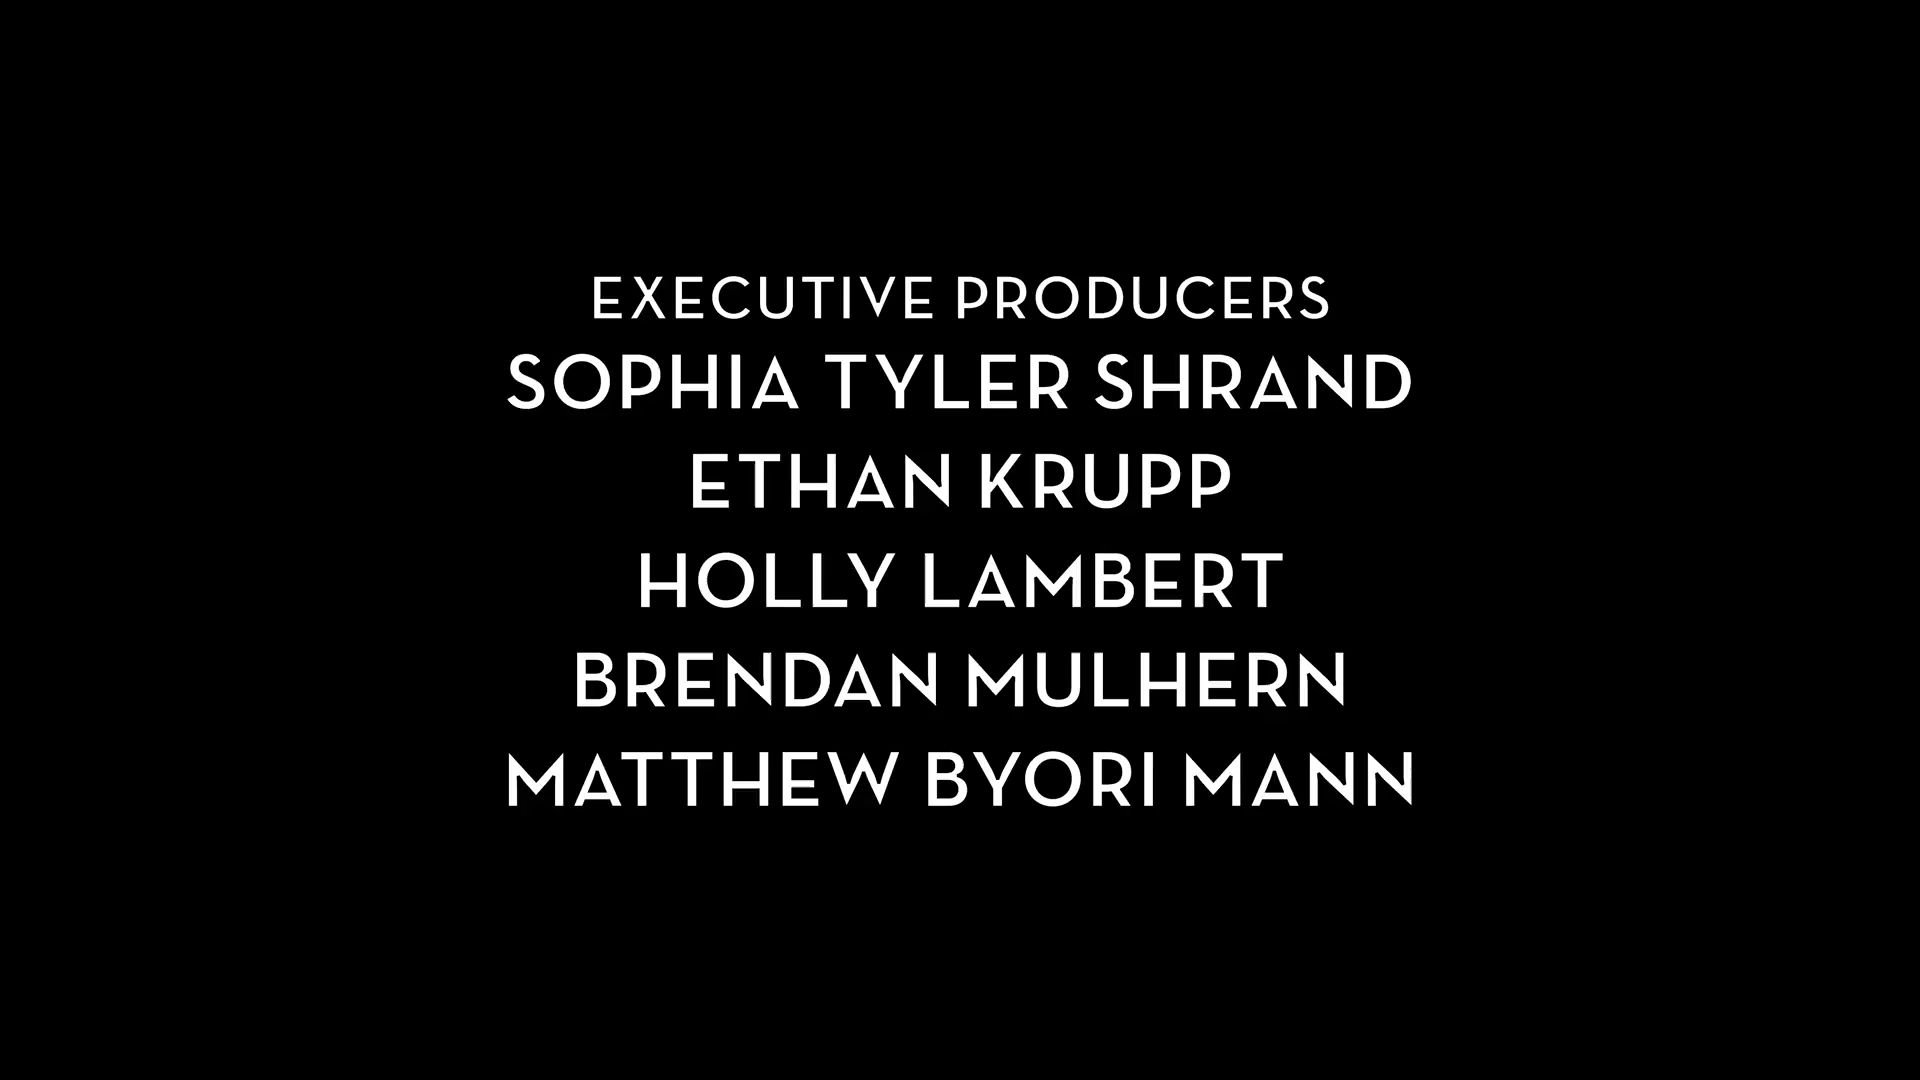 EXECUTIVE PRODUCERS
SOPHIA TYLER SHRAND
ETHAN KRUPP
HOLLY LAMBERT
BRENDAN MULHERN
MATTHEW BYORI MANN